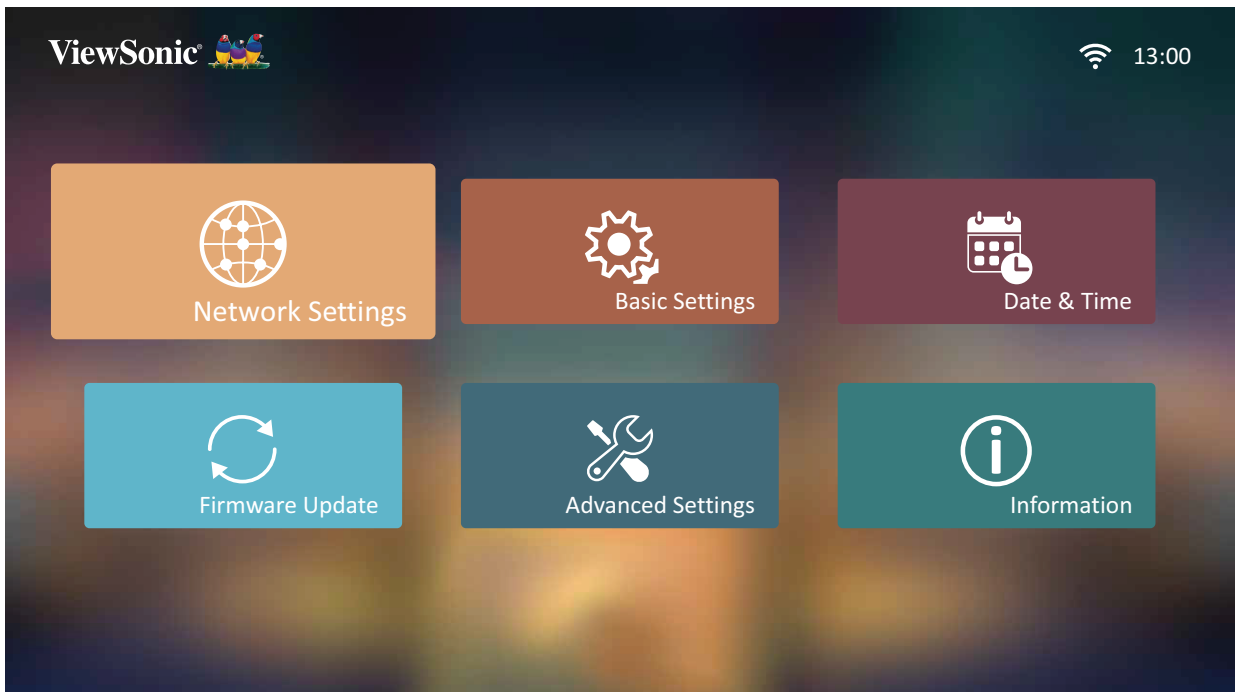 ViewSonic®
13:00
Network Settings
Basic Settings
Date & Time
Firmware Update
Advanced Settings
Information